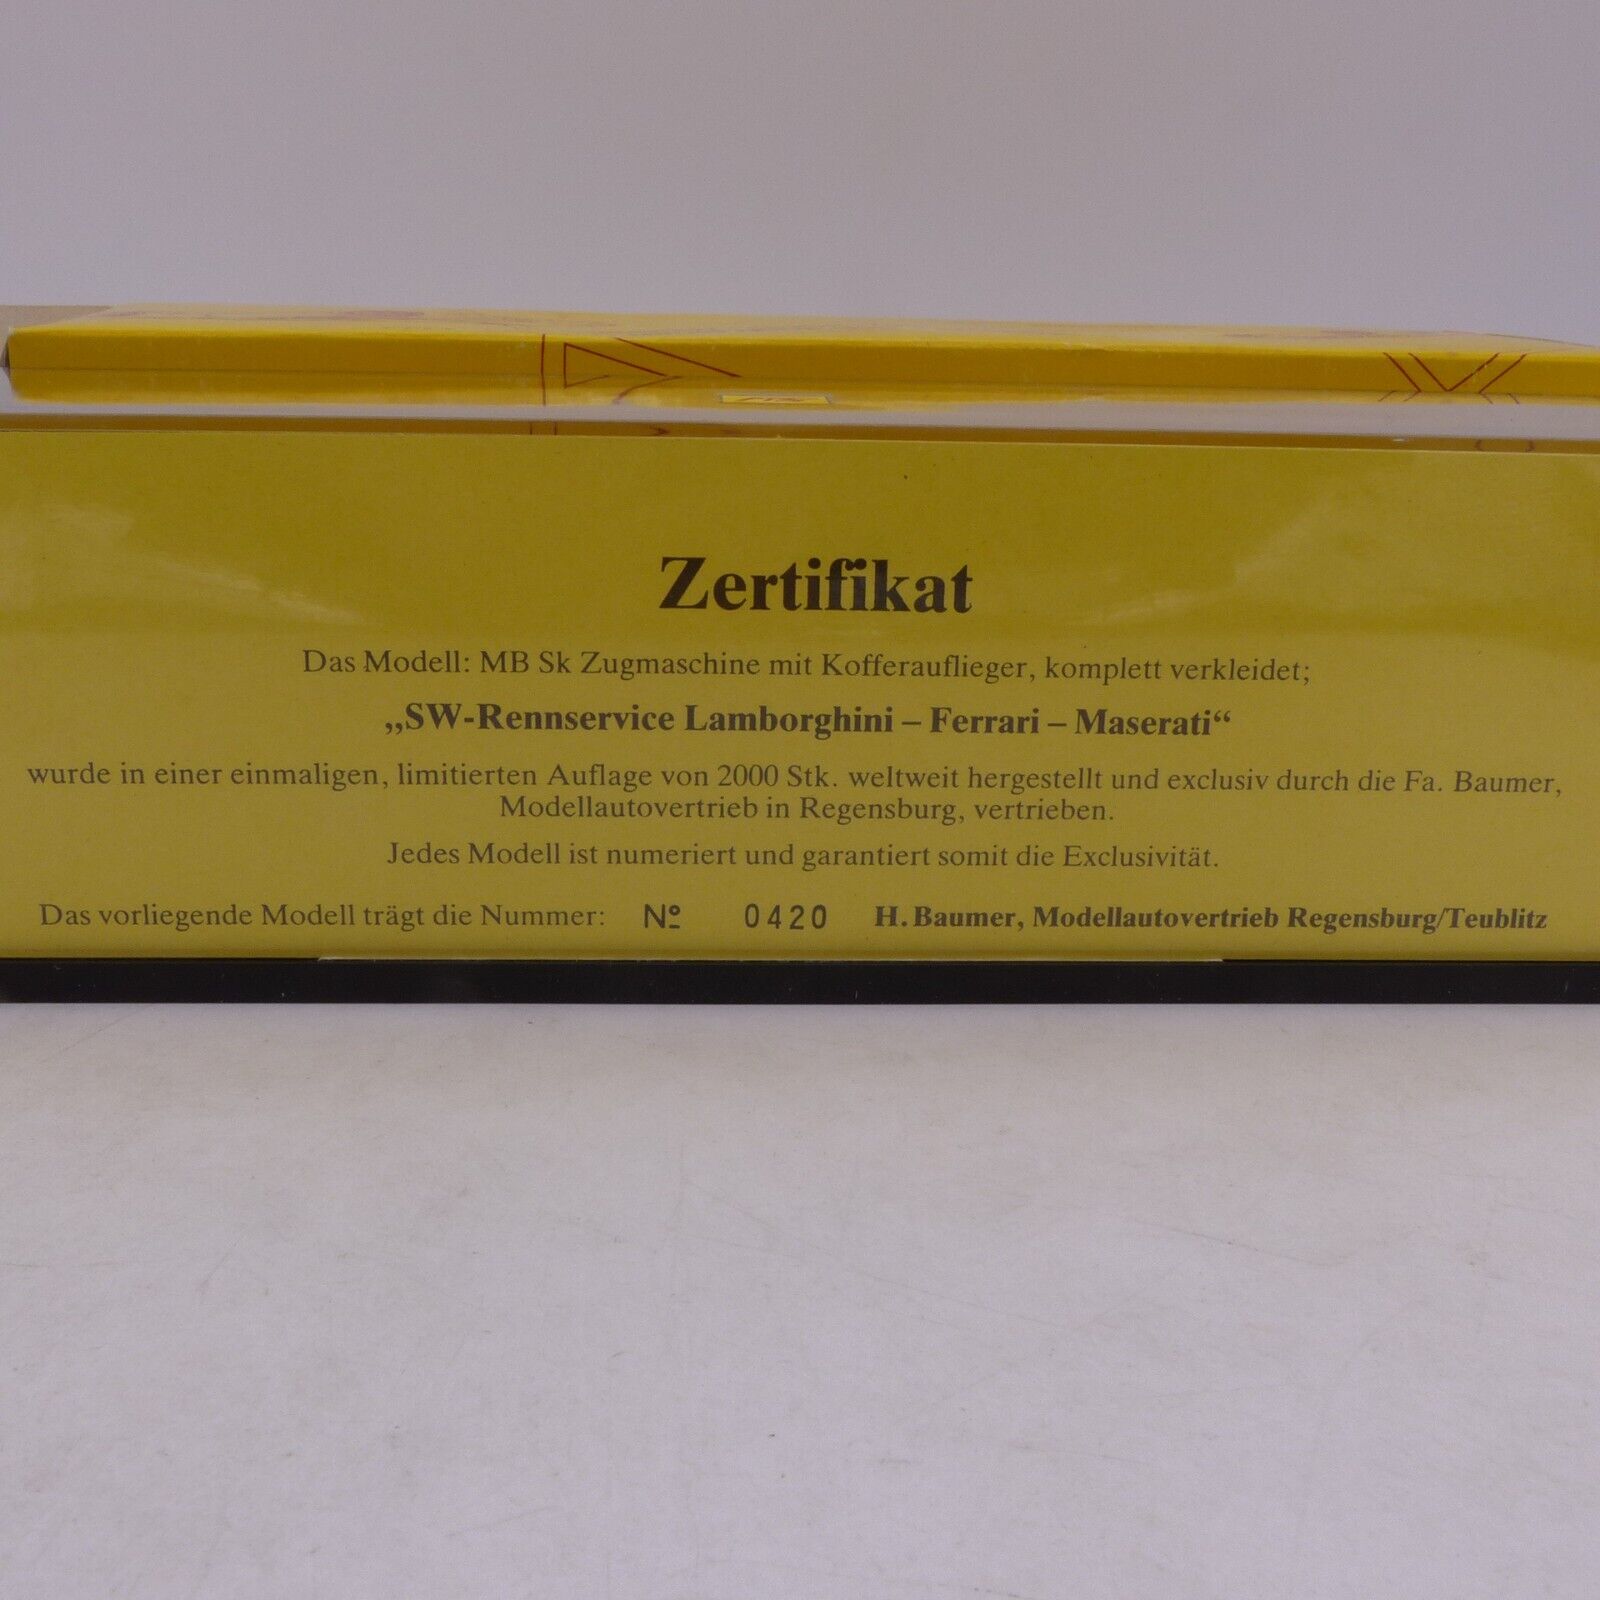 Zertifikat
Das Modell: MB Sk Zugmaschine mit Kofferauflieger, komplett verkleidet;
„SW-Rennservice Lamborghini – Ferrari – Maserati“
wurde in einer einmaligen, limitierten Auflage von 2000 Stk. weltweit hergestellt und exclusiv durch die Fa. Baumer,
Modellautovertrieb in Regensburg, vertrieben.
Jedes Modell ist numeriert und garantiert somit die Exclusivität.
Das vorliegende Modell trägt die Nummer: Nº 0420 H. Baumer, Modellautovertrieb Regensburg/Teublitz